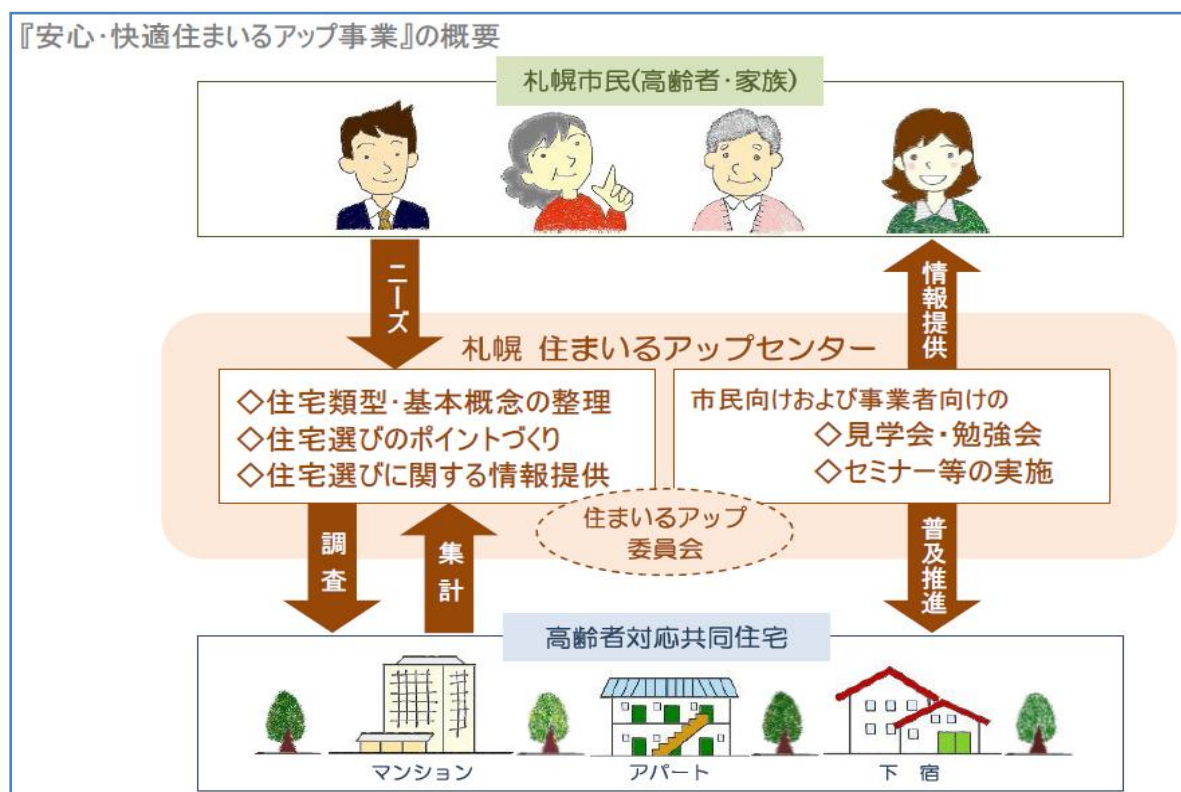 『安心・快適住まいるアップ事業』の概要
札幌市民(高齢者・家族)
ニーズ
情報提供
札幌 住まいるアップセンター
◇住宅類型・基本概念の整理
◇住宅選びのポイントづくり
◇住宅選びに関する情報提供
市民向けおよび事業者向けの
◇見学会・勉強会
◇セミナー等の実施
住まいるアップ
委員会
調査
集計
普及推進
高齢者対応共同住宅
マンション
アパート
下 宿